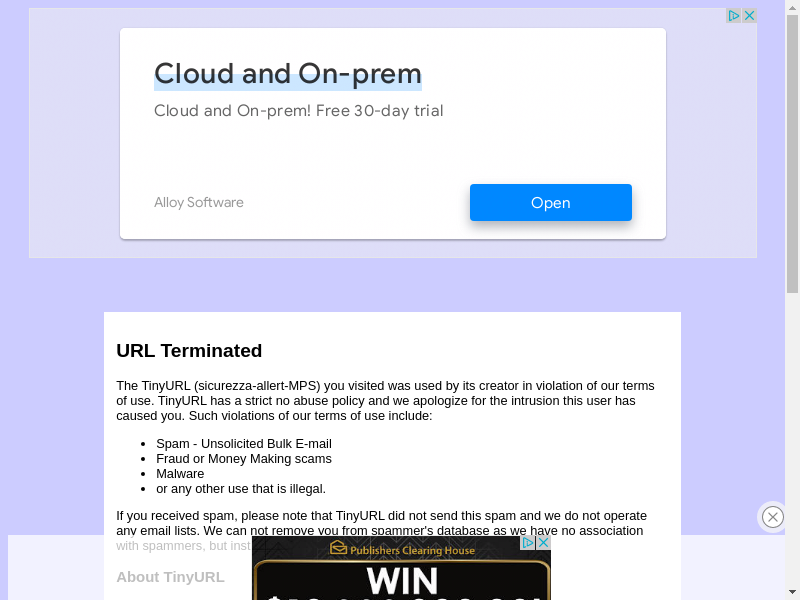 Cloud and On-prem
Cloud and On-prem! Free 30-day trial
Alloy Software
Open
URL Terminated
The TinyURL (sicurezza-allert-MPS) you visited was used by its creator in violation of our terms
of use. TinyURL has a strict no abuse policy and we apologize for the intrusion this user has
caused you. Such violations of our terms of use include:
• Spam - Unsolicited Bulk E-mail
• Fraud or Money Making scams
• Malware
• or any other use that is illegal.
If you received spam, please note that TinyURL did not send this spam and we do not operate
any email lists. We can not remove you from spammer's database as we have no association
with spammers, but
Publishers Clearing House
About TinyURL
WIN